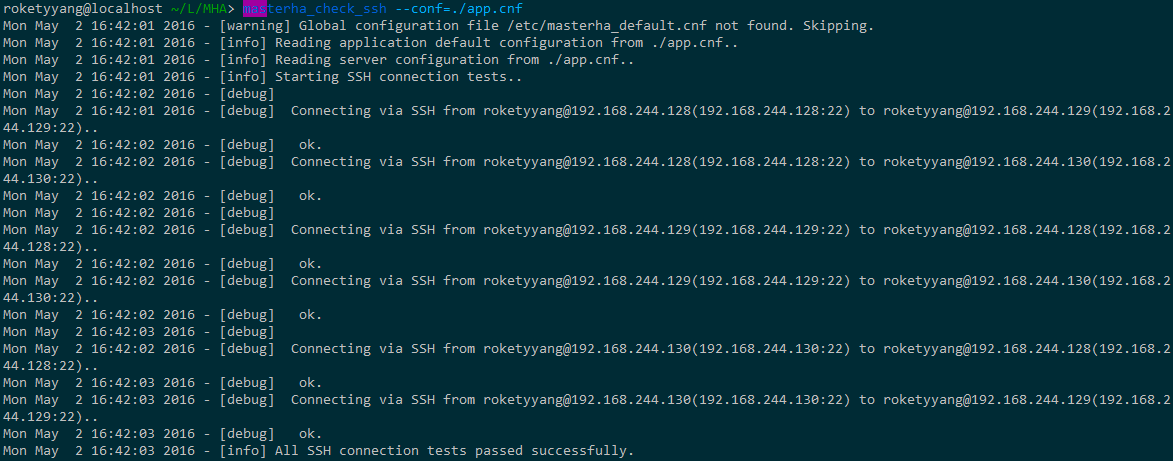 roketyyang@localhost ~/L/MHA> masterha_check_ssh --conf=./app.cnf
Mon May  2 16:42:01 2016 - [warning] Global configuration file /etc/masterha_default.cnf not found. Skipping.
Mon May  2 16:42:01 2016 - [info] Reading application default configuration from ./app.cnf..
Mon May  2 16:42:01 2016 - [info] Reading server configuration from ./app.cnf..
Mon May  2 16:42:01 2016 - [info] Starting SSH connection tests..
Mon May  2 16:42:02 2016 - [debug]
Mon May  2 16:42:01 2016 - [debug]  Connecting via SSH from roketyyang@192.168.244.128(192.168.244.128:22) to roketyyang@192.168.244.129(192.168.2
44.129:22)..
Mon May  2 16:42:02 2016 - [debug]   ok.
Mon May  2 16:42:02 2016 - [debug]  Connecting via SSH from roketyyang@192.168.244.128(192.168.244.128:22) to roketyyang@192.168.244.130(192.168.2
44.130:22)..
Mon May  2 16:42:02 2016 - [debug]   ok.
Mon May  2 16:42:02 2016 - [debug]
Mon May  2 16:42:02 2016 - [debug]  Connecting via SSH from roketyyang@192.168.244.129(192.168.244.129:22) to roketyyang@192.168.244.128(192.168.2
44.128:22)..
Mon May  2 16:42:02 2016 - [debug]   ok.
Mon May  2 16:42:02 2016 - [debug]  Connecting via SSH from roketyyang@192.168.244.129(192.168.244.129:22) to roketyyang@192.168.244.130(192.168.2
44.130:22)..
Mon May  2 16:42:02 2016 - [debug]   ok.
Mon May  2 16:42:03 2016 - [debug]
Mon May  2 16:42:02 2016 - [debug]  Connecting via SSH from roketyyang@192.168.244.130(192.168.244.130:22) to roketyyang@192.168.244.128(192.168.2
44.128:22)..
Mon May  2 16:42:03 2016 - [debug]   ok.
Mon May  2 16:42:03 2016 - [debug]  Connecting via SSH from roketyyang@192.168.244.130(192.168.244.130:22) to roketyyang@192.168.244.129(192.168.2
44.129:22)..
Mon May  2 16:42:03 2016 - [debug]   ok.
Mon May  2 16:42:03 2016 - [info] All SSH connection tests passed successfully.